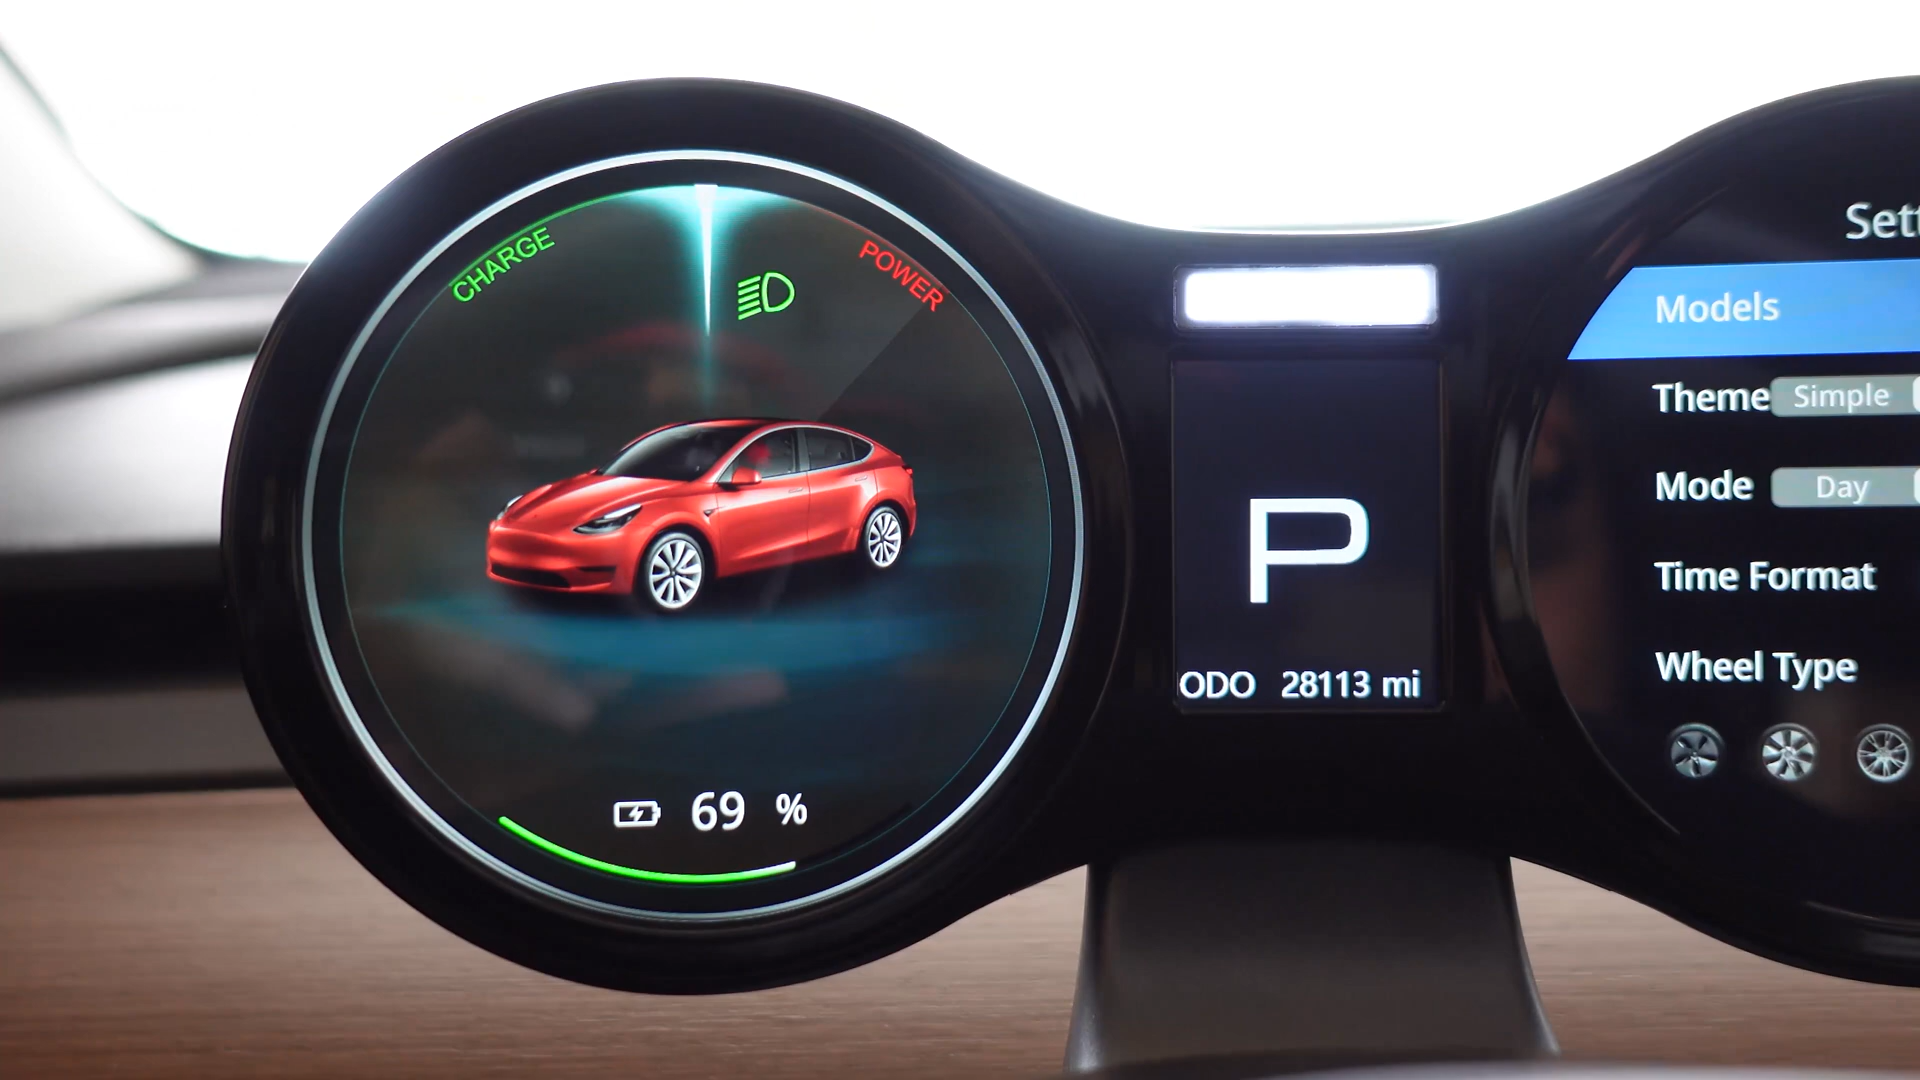 CHARGE
POWER
69 %
P
ODO 28113 mi
Models
Theme Simple
Mode Day
Time Format
Wheel Type